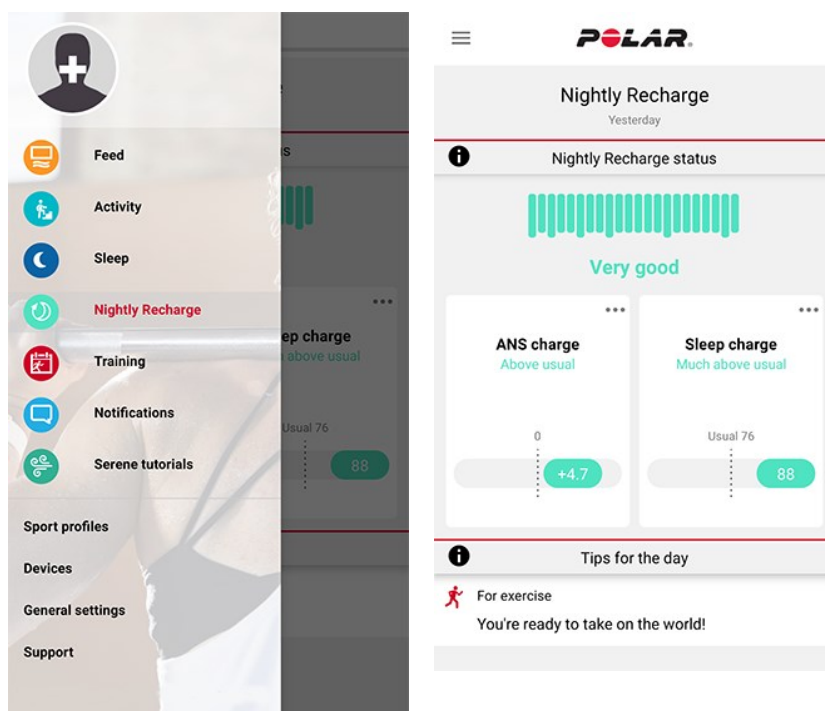 Feed
Activity
Sleep
Nightly Recharge
Training
Notifications
Serene tutorials
Sport profiles
Devices
General settings
Support
s
ep charge
above usual
Usual 76
88
POLAR.
Nightly Recharge
Yesterday
Nightly Recharge status
Very good
ANS charge
Above usual
0
+4.7
Sleep charge
Much above usual
Usual 76
88
Tips for the day
For exercise
You're ready to take on the world!